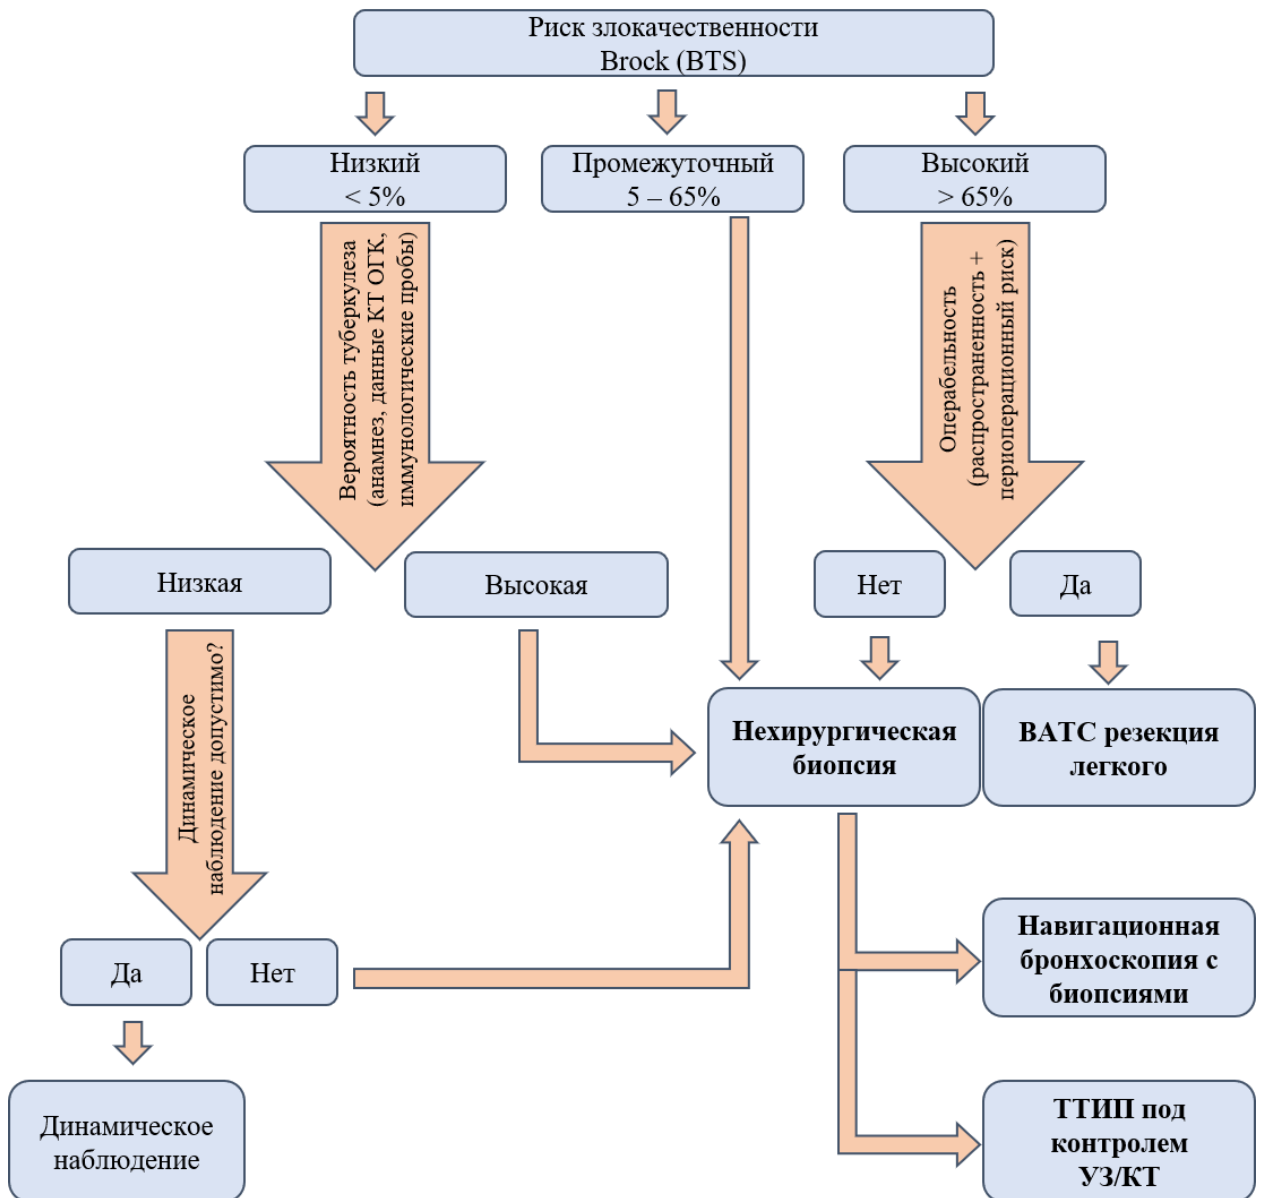 Риск злокачественности
Brock (BTS)
Низкий
< 5%
Промежуточный
5 – 65%
Высокий
> 65%
Вероятность туберкулеза
(анамнез, данные КТ ОГК,
иммунологические пробы)
Операбельность
(распространенность +
периоперационный риск)
Низкая
Высокая
Нет
Да
Динамическое
наблюдение допустимо?
Нехирургическая
биопсия
ВАТС резекция
легкого
Да
Нет
Навигационная
бронхоскопия с
биопсиями
Динамическое
наблюдение
ТТИП под
контролем
УЗ/КТ